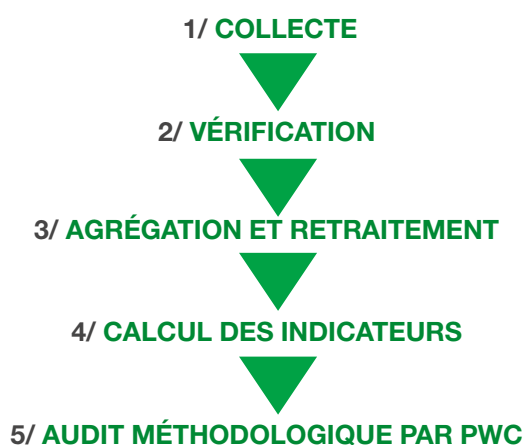 1/ COLLECTE
2/ VÉRIFICATION
3/ AGRÉGATION ET RETRAITEMENT
4/ CALCUL DES INDICATEURS
5/ AUDIT MÉTHODOLOGIQUE PAR PWC